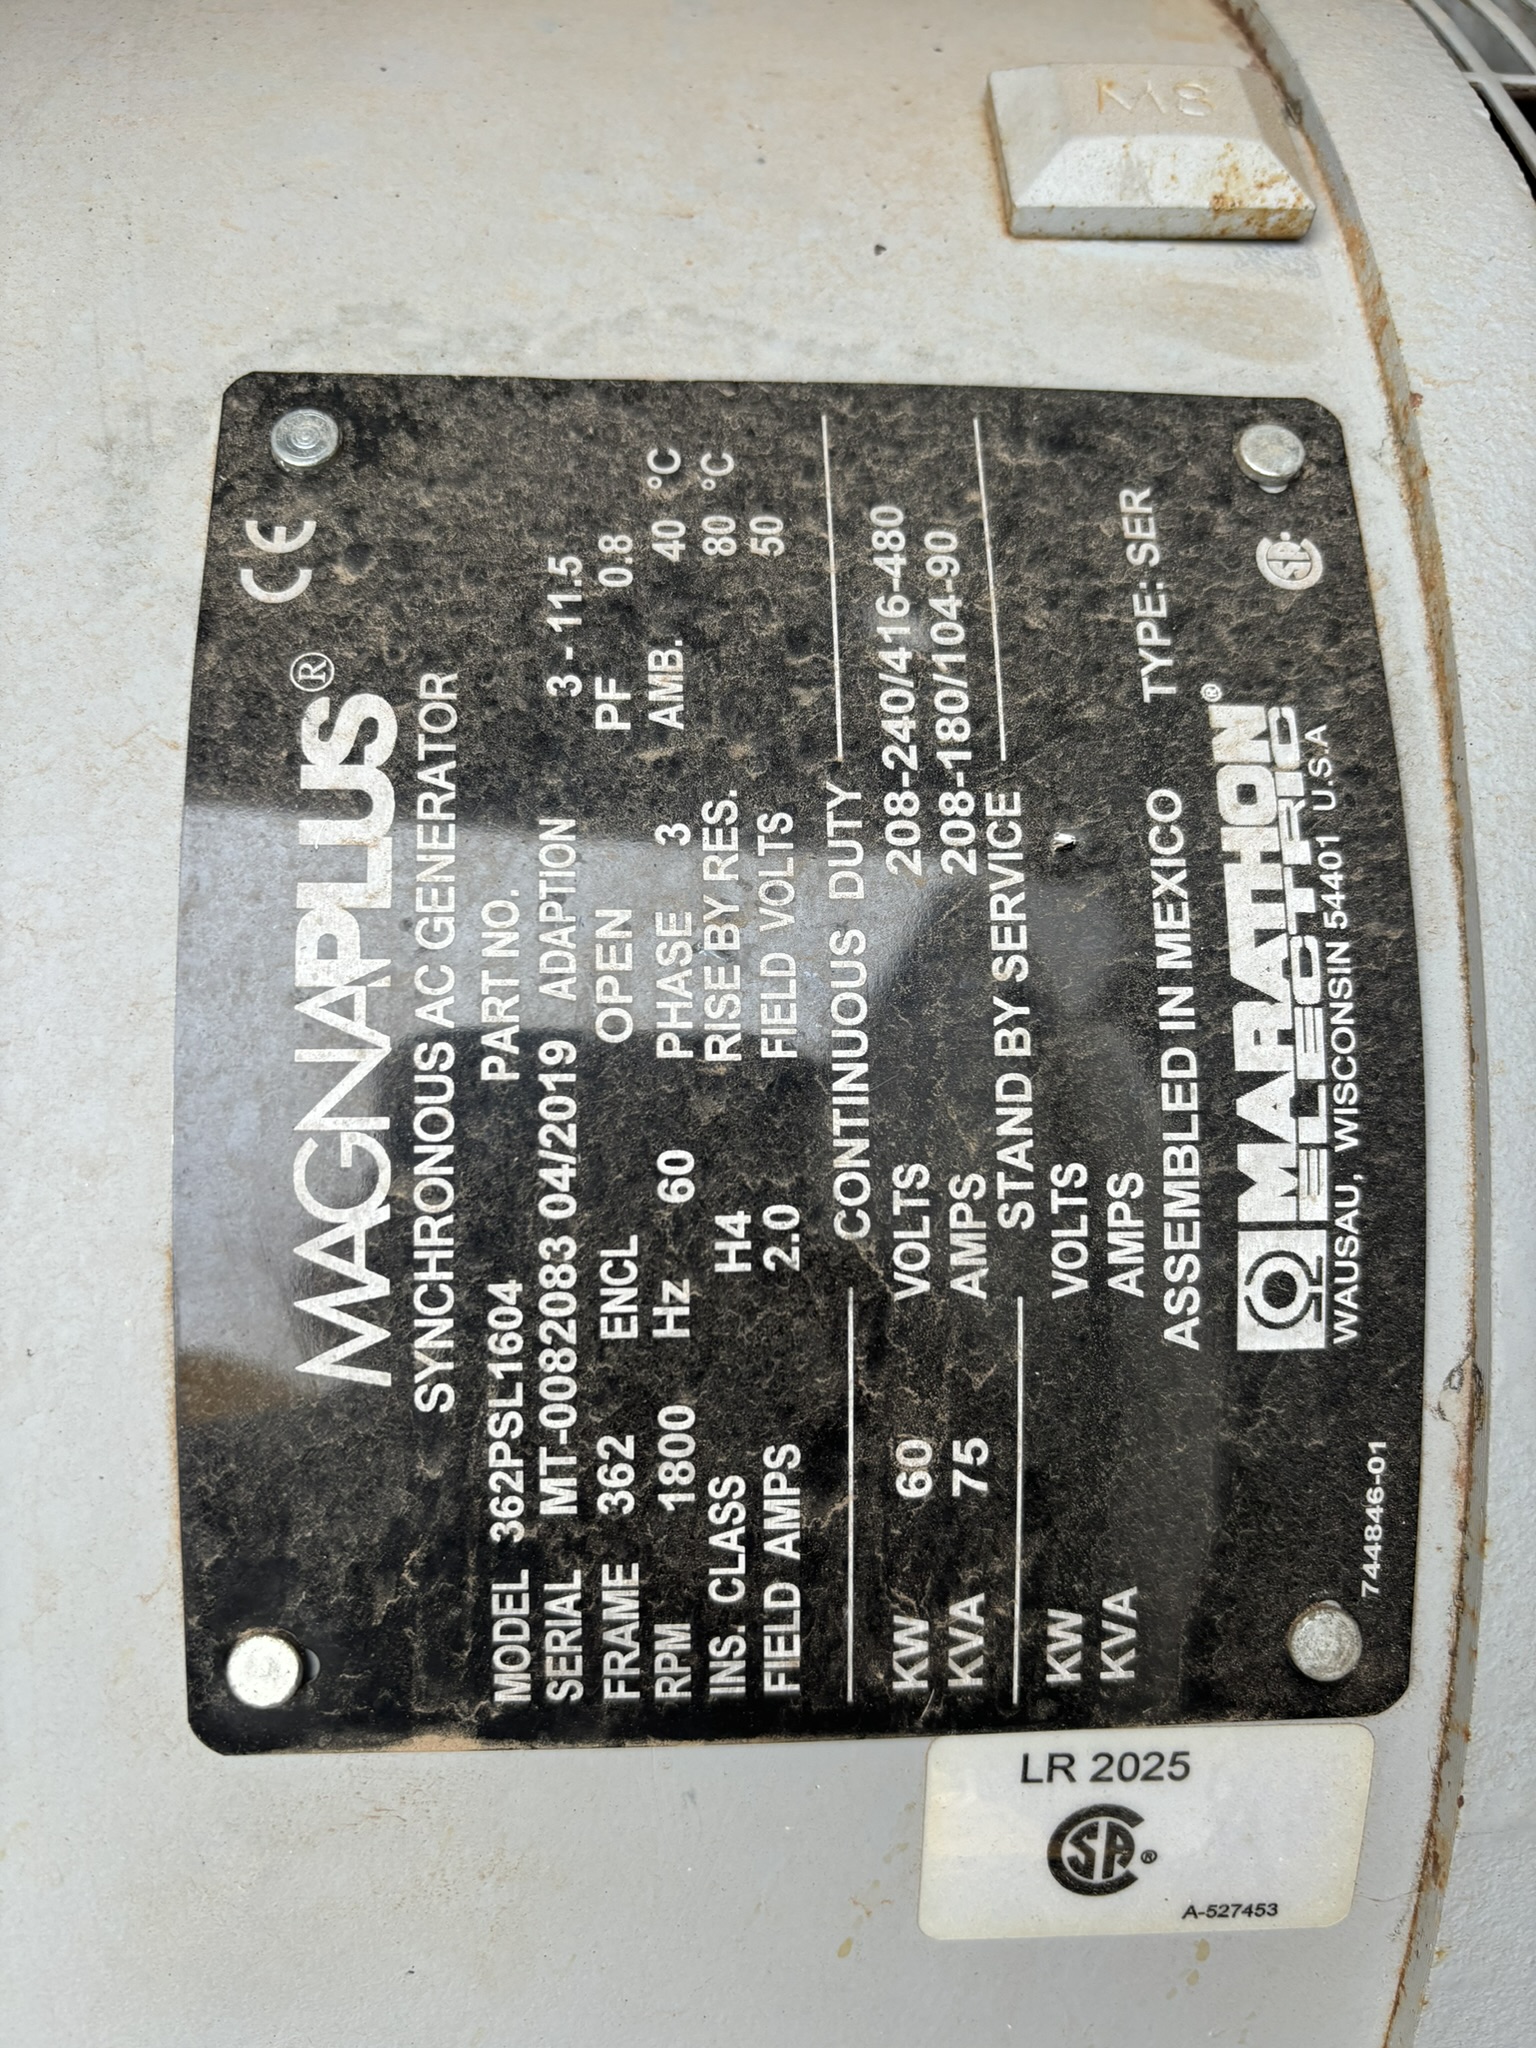 M8
CE
MAGNAPLUS®
SYNCHRONOUS AC GENERATOR
MODEL 362PSL1604 PART NO.
SERIAL MT-0082083 04/2019 ADAPTION 3 - 11.5
FRAME 362 ENCL OPEN PF 0.8
RPM 1800 Hz 60 PHASE 3 AMB. 40 °C
INS. CLASS H4 RISE BY RES. 80 °C
FIELD AMPS 2.0 FIELD VOLTS 50
CONTINUOUS DUTY
KW 60 VOLTS 208-240/416-480
KVA 75 AMPS 208-180/104-90
STAND BY SERVICE
KW VOLTS
KVA AMPS
ASSEMBLED IN MEXICO TYPE: SER
MARATHON®
ELECTRIC
WAUSAU, WISCONSIN 54401 U.S.A
SA
744846-01
LR 2025
SA®
A-527453